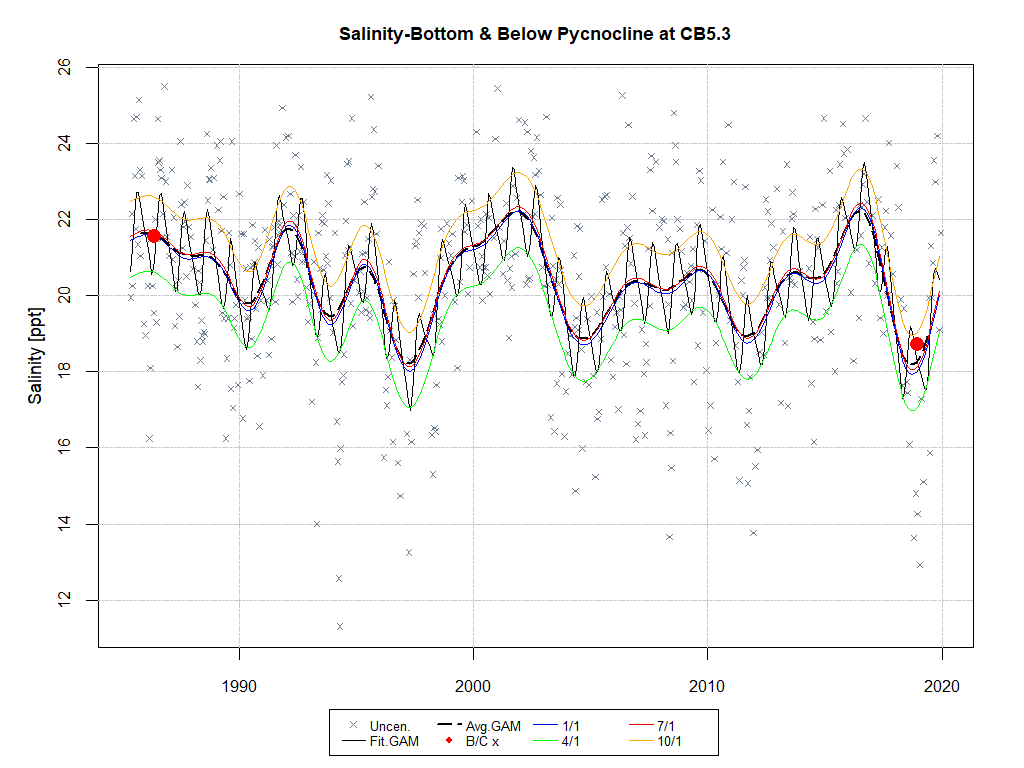 Salinity-Bottom & Below Pycnocline at CB5.3
26
24
22
20
18
16
14
12
Salinity [ppt]
1990 2000 2010 2020
Uncen. Avg.GAM 1/1 7/1
Fit.GAM B/C x 4/1 10/1